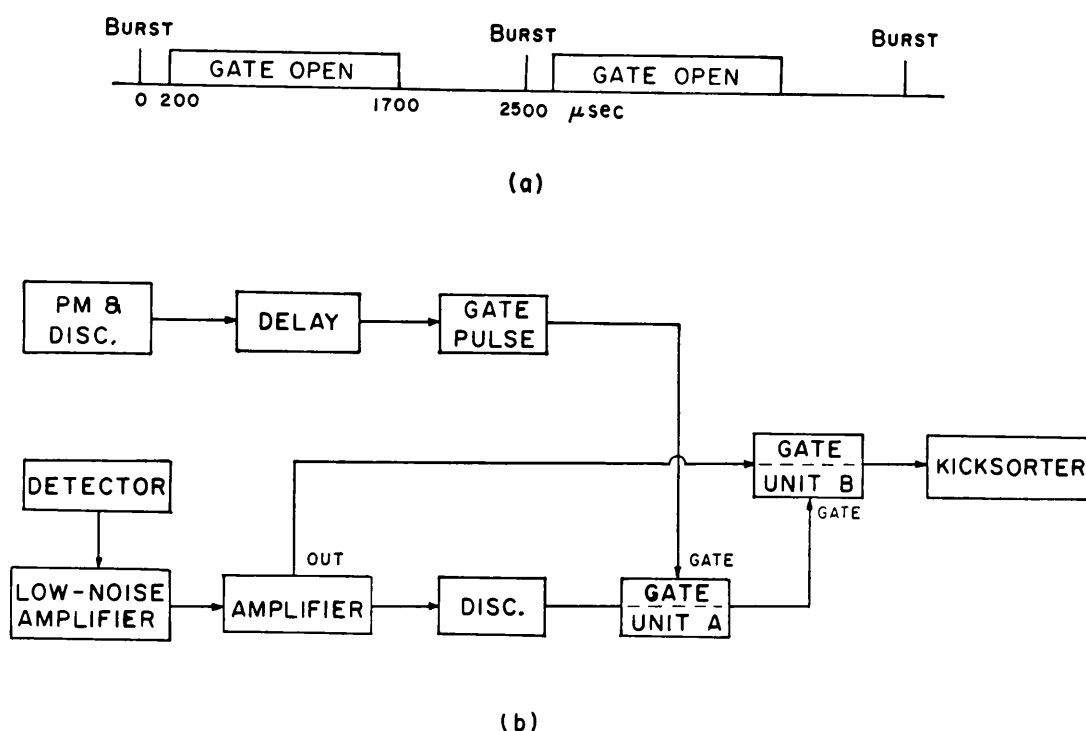 BURST BURST BURST
GATE OPEN GATE OPEN
0 200 1700 2500 μsec
(a)
PM &
DISC.
DELAY
GATE
PULSE
GATE
UNIT B
KICKSORTER
GATE
DETECTOR
OUT
GATE
LOW-NOISE
AMPLIFIER
AMPLIFIER
DISC.
GATE
UNIT A
(b)